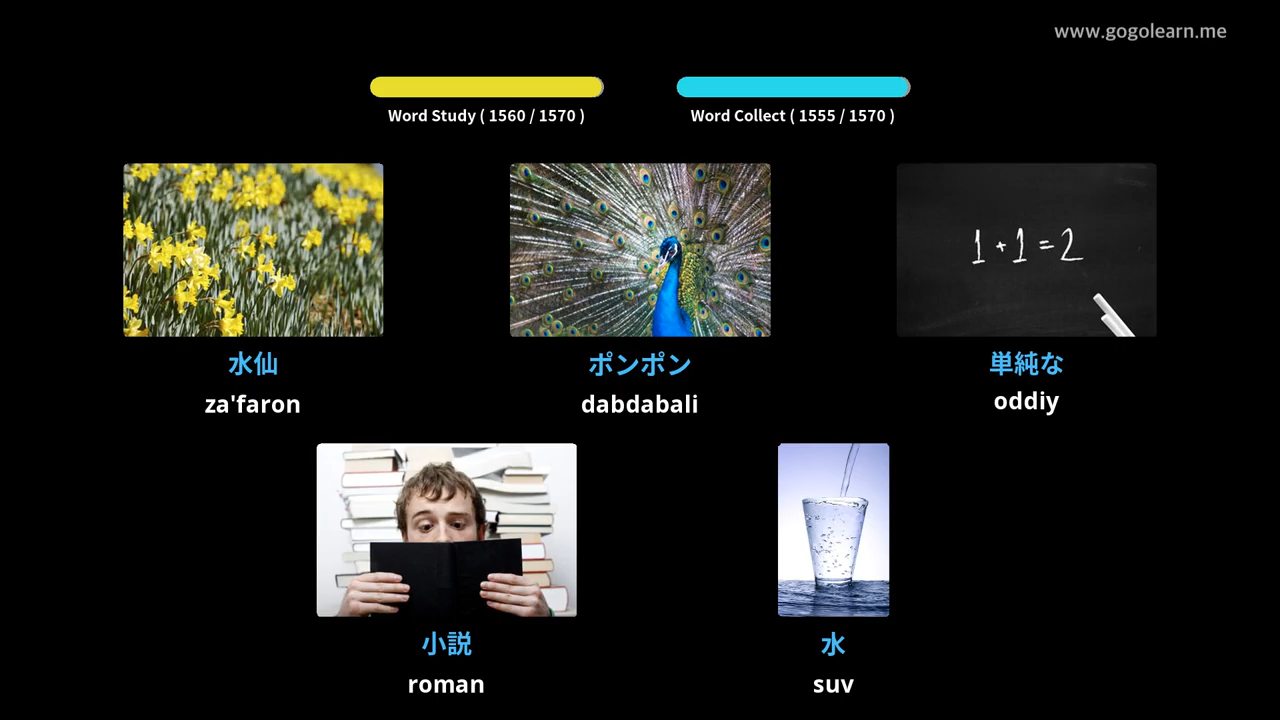 www.gogolearn.me
Word Study ( 1560 / 1570 )
Word Collect ( 1555 / 1570 )
1 + 1 = 2
水仙
ポンポン
単純な
za'faron
dabdabali
oddiy
小説
水
roman
suv